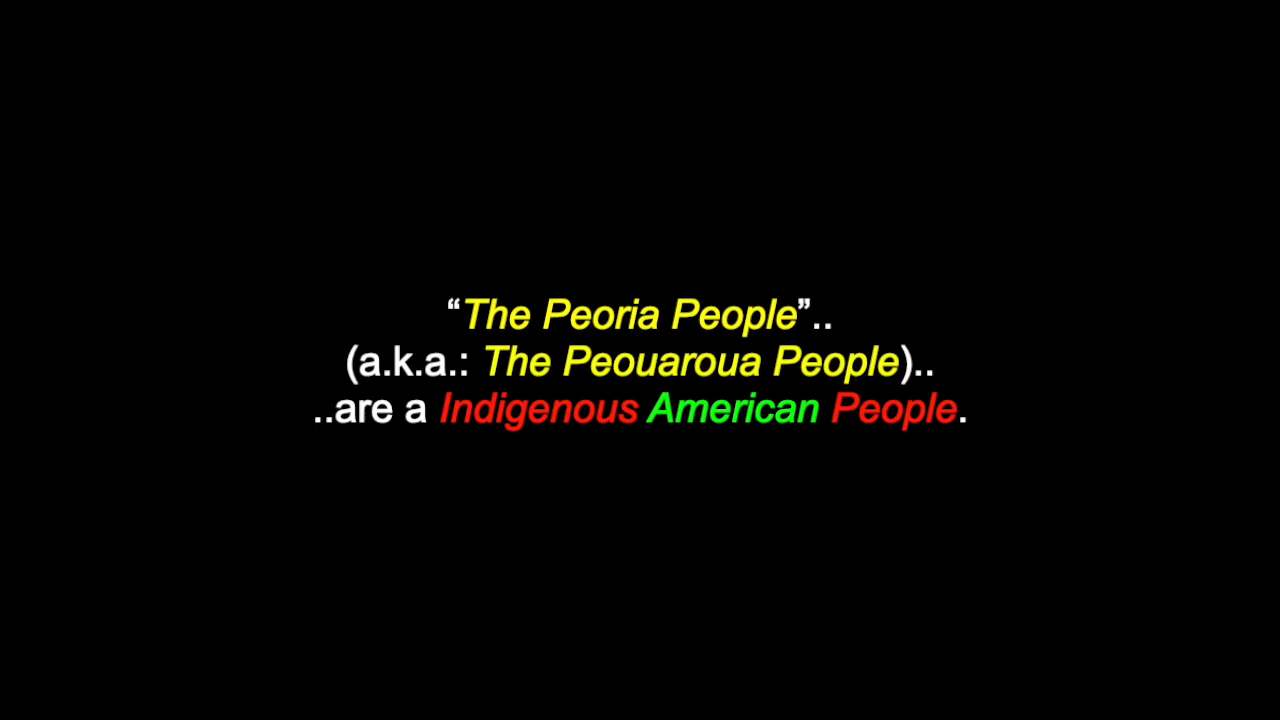 “The Peoria People”..
(a.k.a.: The Peouaroua People)..
..are a Indigenous American People.